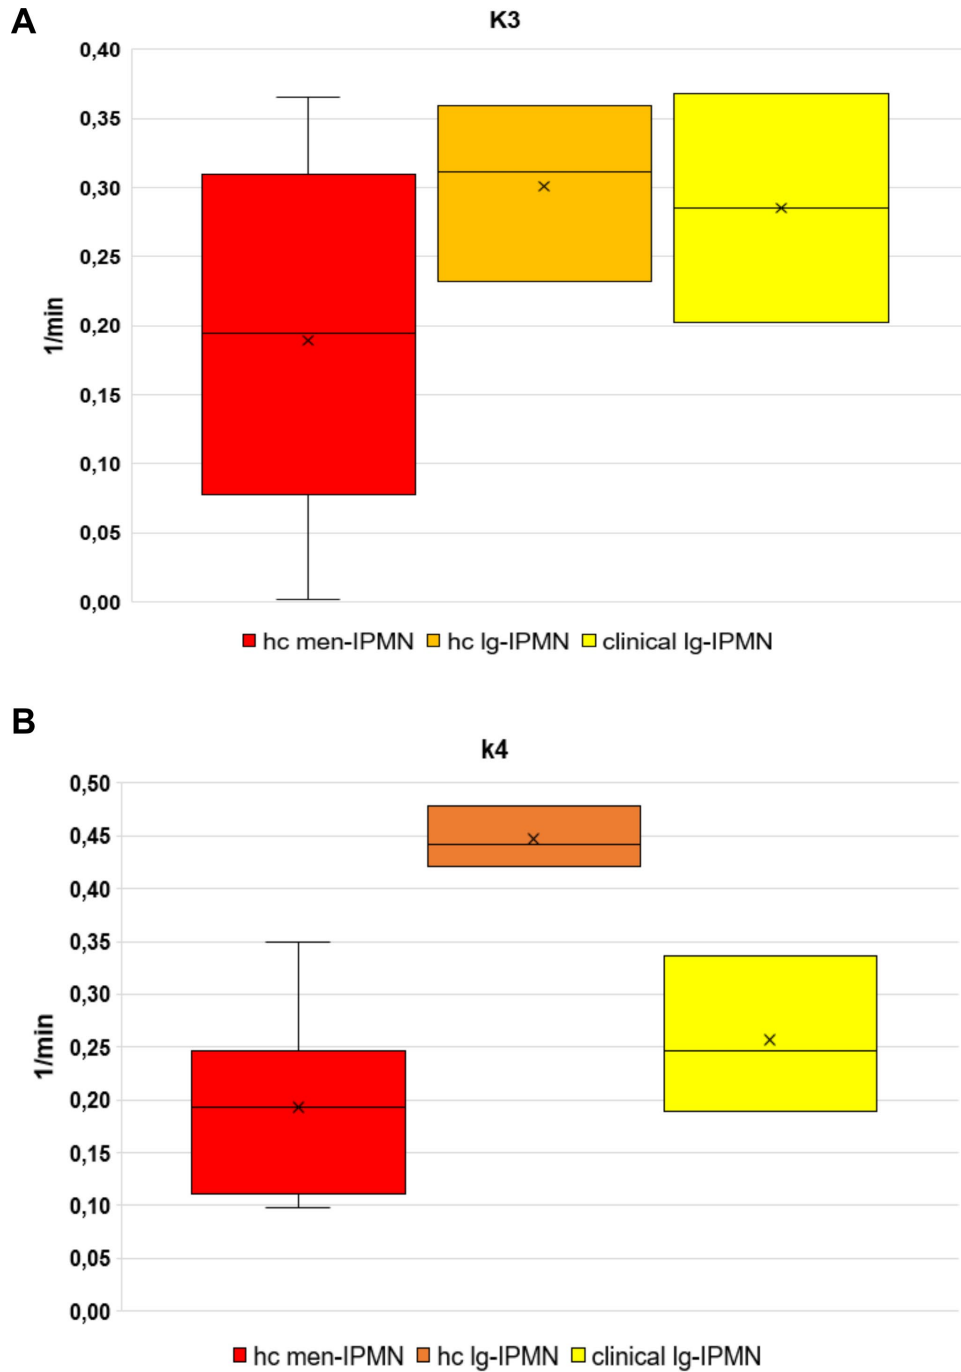 A
K3
0,40
0,35
0,30
0,25
0,20
0,15
0,10
0,05
0,00
1/min
hc men-IPMN hc lg-IPMN clinical lg-IPMN
B
k4
0,50
0,45
0,40
0,35
0,30
0,25
0,20
0,15
0,10
0,05
0,00
1/min
hc men-IPMN hc lg-IPMN clinical lg-IPMN